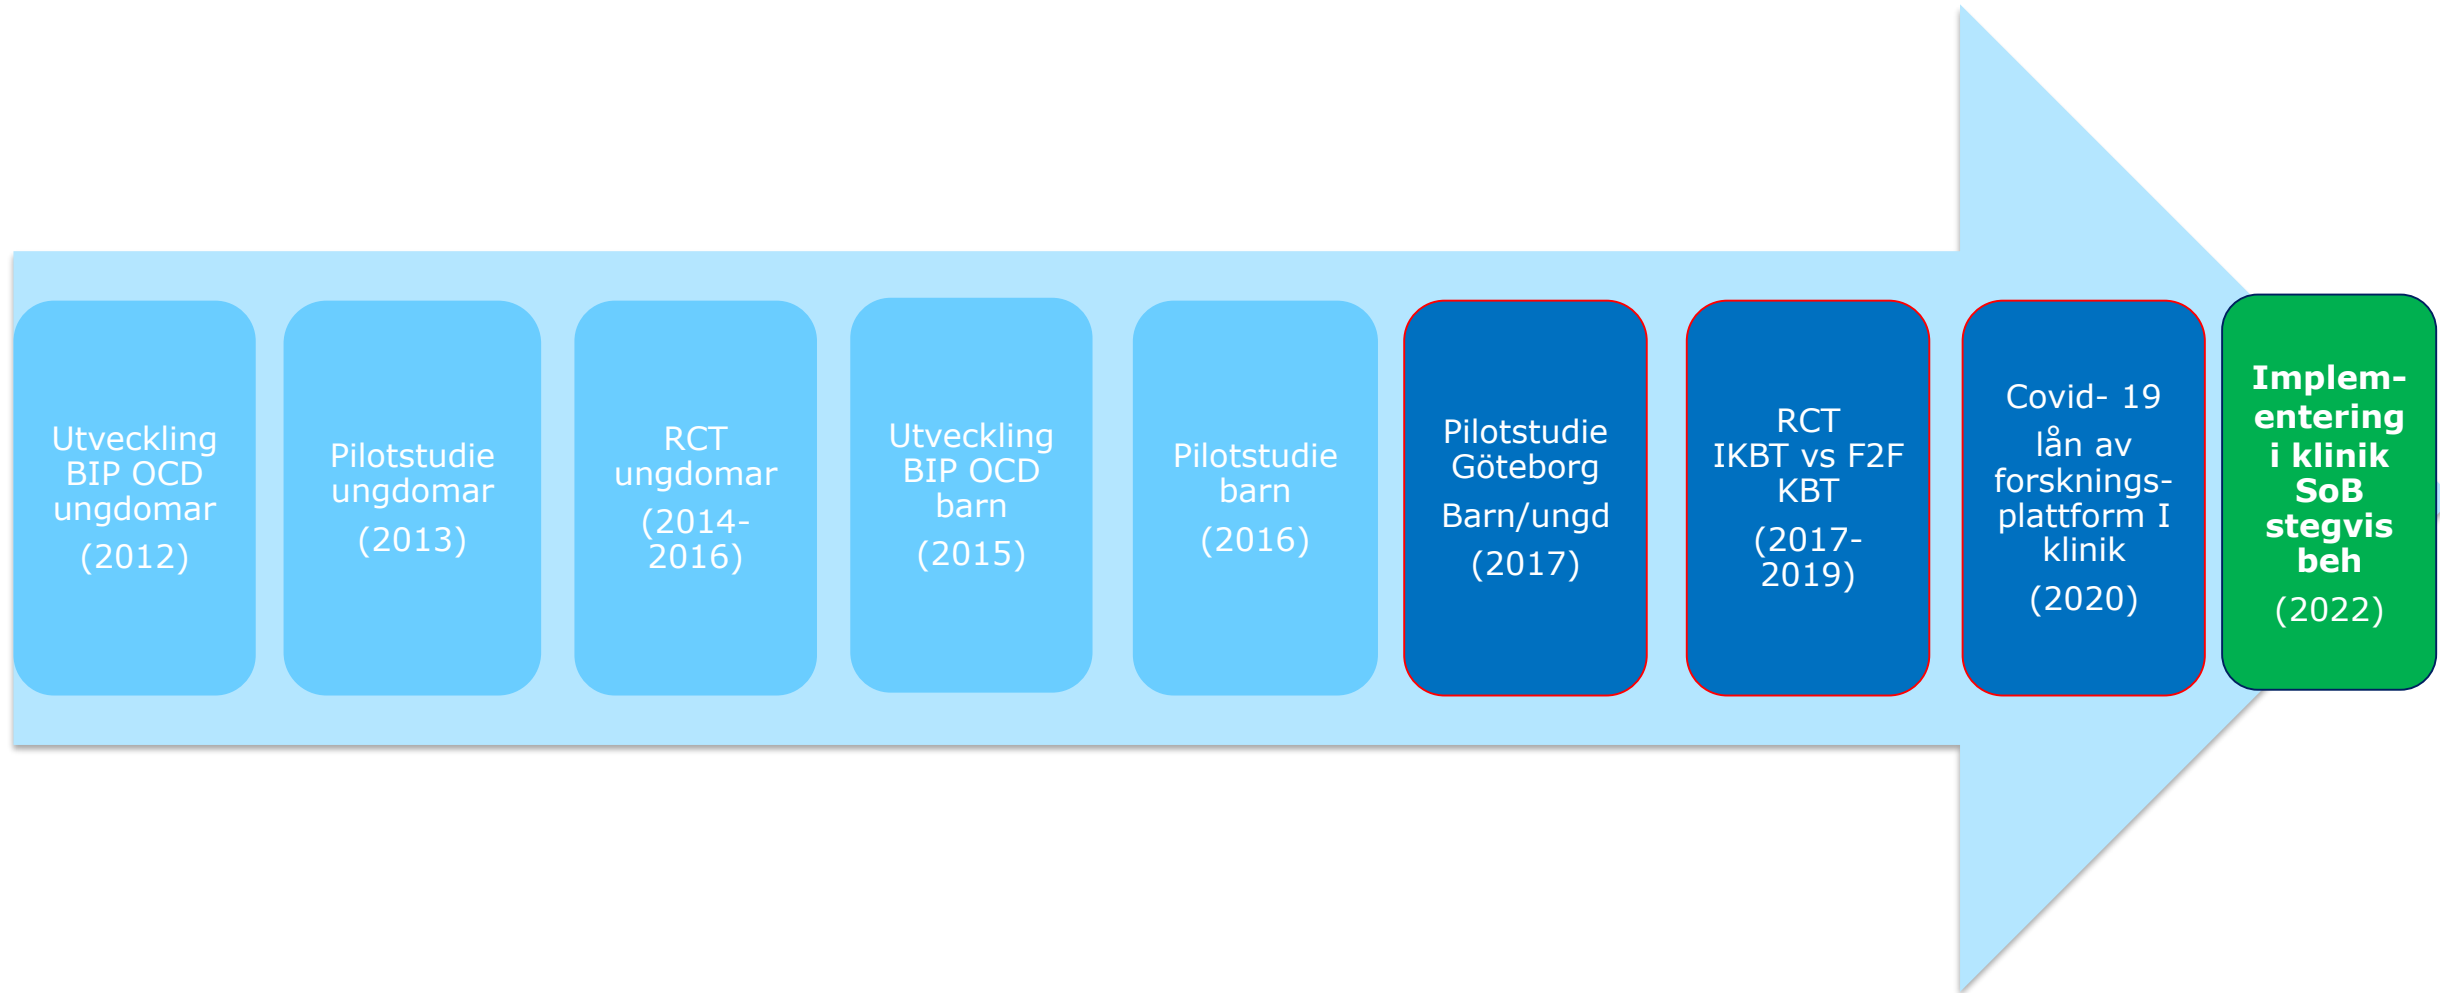 Utveckling
BIP OCD
ungdomar
(2012)
Pilotstudie
ungdomar
(2013)
RCT
ungdomar
(2014-
2016)
Utveckling
BIP OCD
barn
(2015)
Pilotstudie
barn
(2016)
Pilotstudie
Göteborg
Barn/ungd
(2017)
RCT
IKBT vs F2F
KBT
(2017-
2019)
Covid- 19
lån av
forsknings-
plattform I
klinik
(2020)
Implem-
entering
i klinik
SoB
stegvis
beh
(2022)